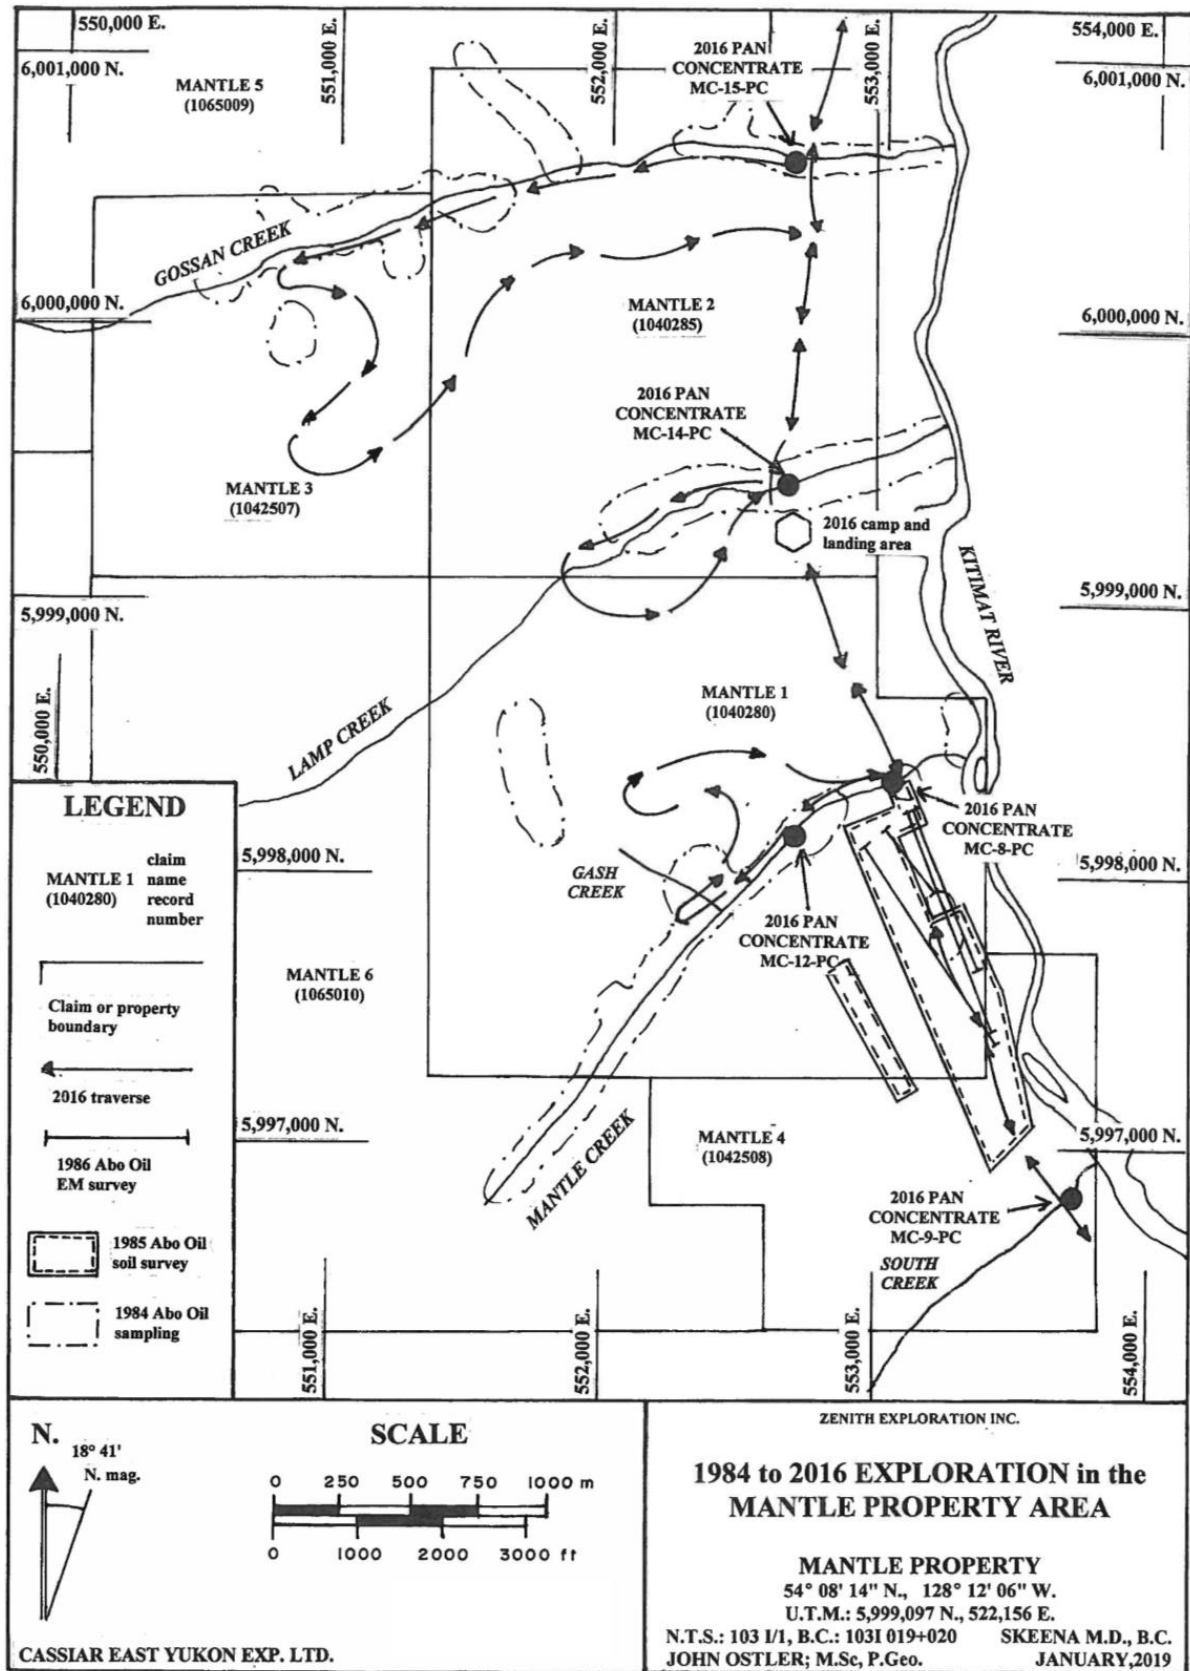 550,000 E.
551,000 E.
552,000 E.
553,000 E.
554,000 E.
6,001,000 N.
6,001,000 N.
MANTLE 5
(1065009)
2016 PAN
CONCENTRATE
MC-15-PC
GOSSAN CREEK
6,000,000 N.
6,000,000 N.
MANTLE 2
(1040285)
2016 PAN
CONCENTRATE
MC-14-PC
MANTLE 3
(1042507)
2016 camp and
landing area
KITIMAT RIVER
5,999,000 N.
5,999,000 N.
550,000 E.
LAMP CREEK
MANTLE 1
(1040280)
2016 PAN
CONCENTRATE
MC-8-PC
5,998,000 N.
5,998,000 N.
GASH
CREEK
2016 PAN
CONCENTRATE
MC-12-PC
MANTLE 6
(1065010)
5,997,000 N.
5,997,000 N.
MANTLE CREEK
MANTLE 4
(1042508)
2016 PAN
CONCENTRATE
MC-9-PC
SOUTH
CREEK
551,000 E.
552,000 E.
553,000 E.
554,000 E.
LEGEND
MANTLE 1
(1040280)
claim
name
record
number
Claim or property
boundary
2016 traverse
1986 Abo Oil
EM survey
1985 Abo Oil
soil survey
1984 Abo Oil
sampling
N.
18° 41'
N. mag.
SCALE
0 250 500 750 1000 m
0 1000 2000 3000 ft
CASSIAR EAST YUKON EXP. LTD.
ZENITH EXPLORATION INC.
1984 to 2016 EXPLORATION in the
MANTLE PROPERTY AREA
MANTLE PROPERTY
54° 08' 14" N., 128° 12' 06" W.
U.T.M.: 5,999,097 N., 522,156 E.
N.T.S.: 103 I/1, B.C.: 103I 019+020 SKEENA M.D., B.C.
JOHN OSTLER; M.Sc, P.Geo. JANUARY,2019